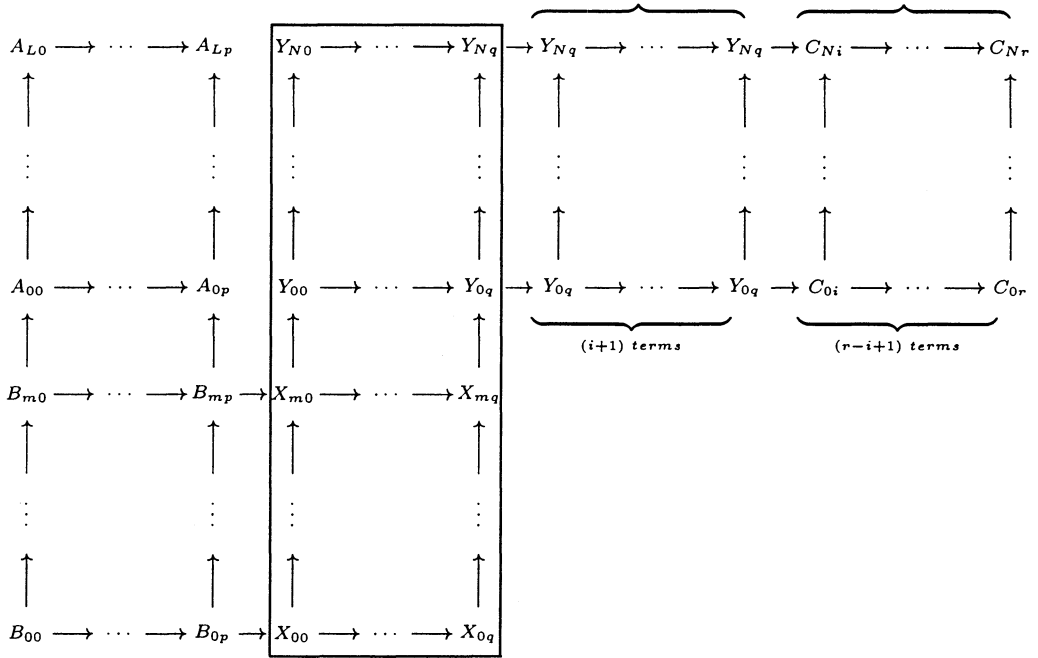 A_{L0} → ⋯ → A_{Lp} Y_{N0} → ⋯ → Y_{Nq} → Y_{Nq} → ⋯ → Y_{Nq} → C_{Ni} → ⋯ → C_{Nr}
⋮ ⋮ ⋮ ⋮ ⋮ ⋮ ⋮ ⋮
A_{00} → ⋯ → A_{0p} Y_{00} → ⋯ → Y_{0q} → Y_{0q} → ⋯ → Y_{0q} → C_{0i} → ⋯ → C_{0r}
(i+1) terms (r−i+1) terms
B_{m0} → ⋯ → B_{mp} → X_{m0} → ⋯ → X_{mq}
⋮ ⋮ ⋮ ⋮
B_{00} → ⋯ → B_{0p} → X_{00} → ⋯ → X_{0q}